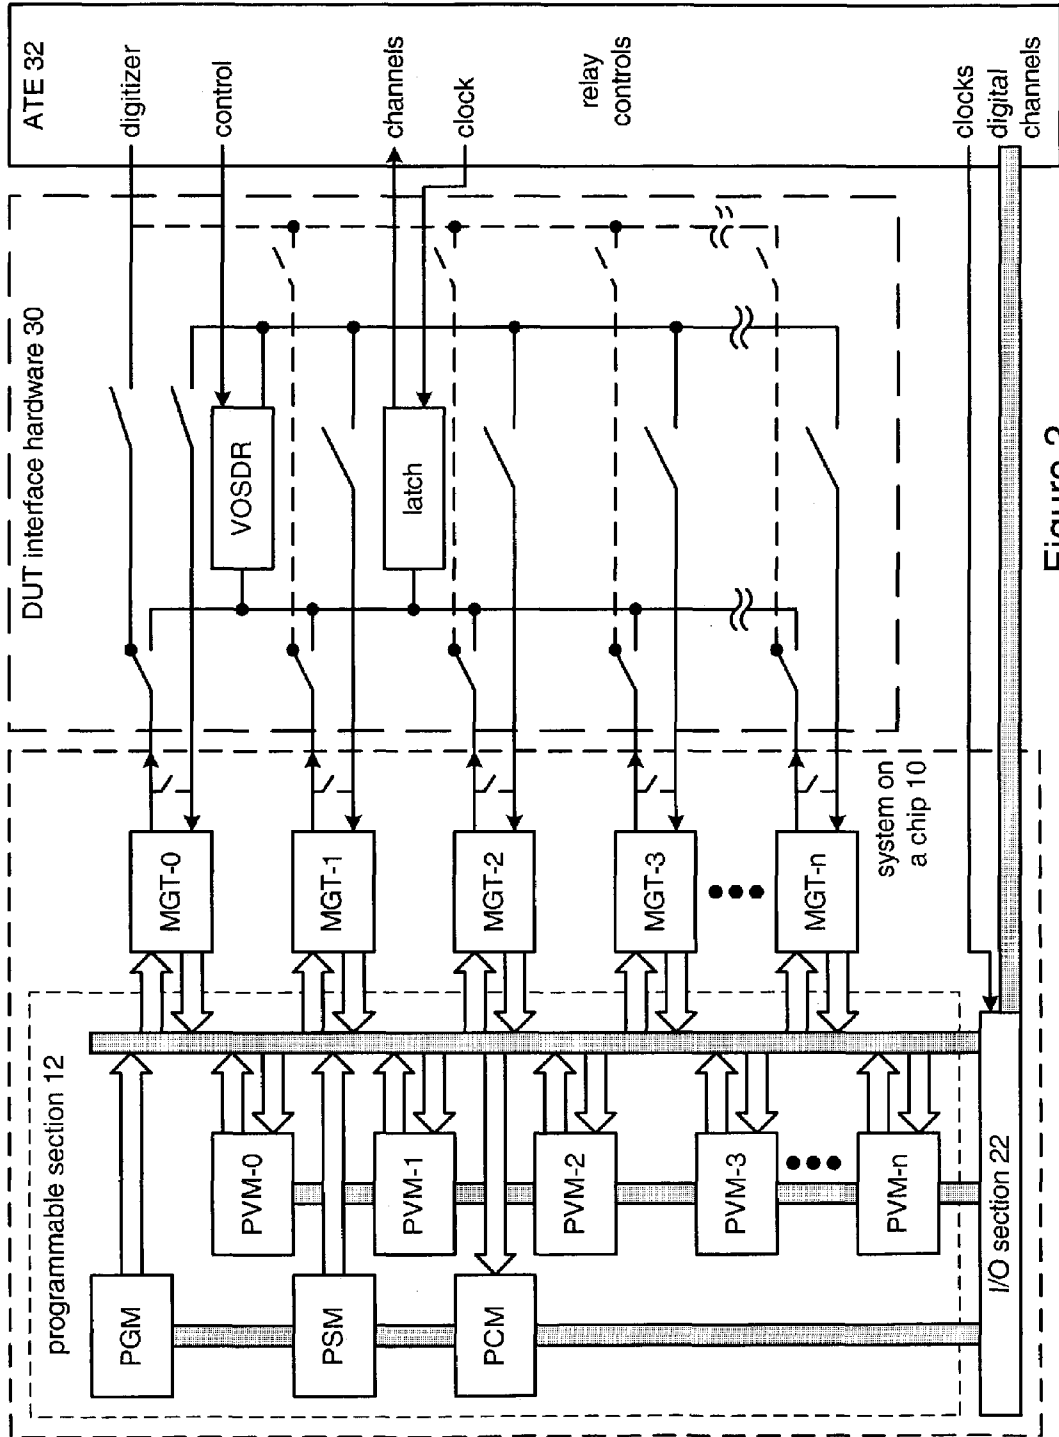 ATE 32
digitizer
control
channels
clock
relay
controls
clocks
digital
channels
DUT interface hardware 30
VOSDR
latch
MGT-0
MGT-1
MGT-2
MGT-3
MGT-n
system on
a chip 10
programmable section 12
PVM-0
PVM-1
PVM-2
PVM-3
PVM-n
PGM
PSM
PCM
I/O section 22
Figure